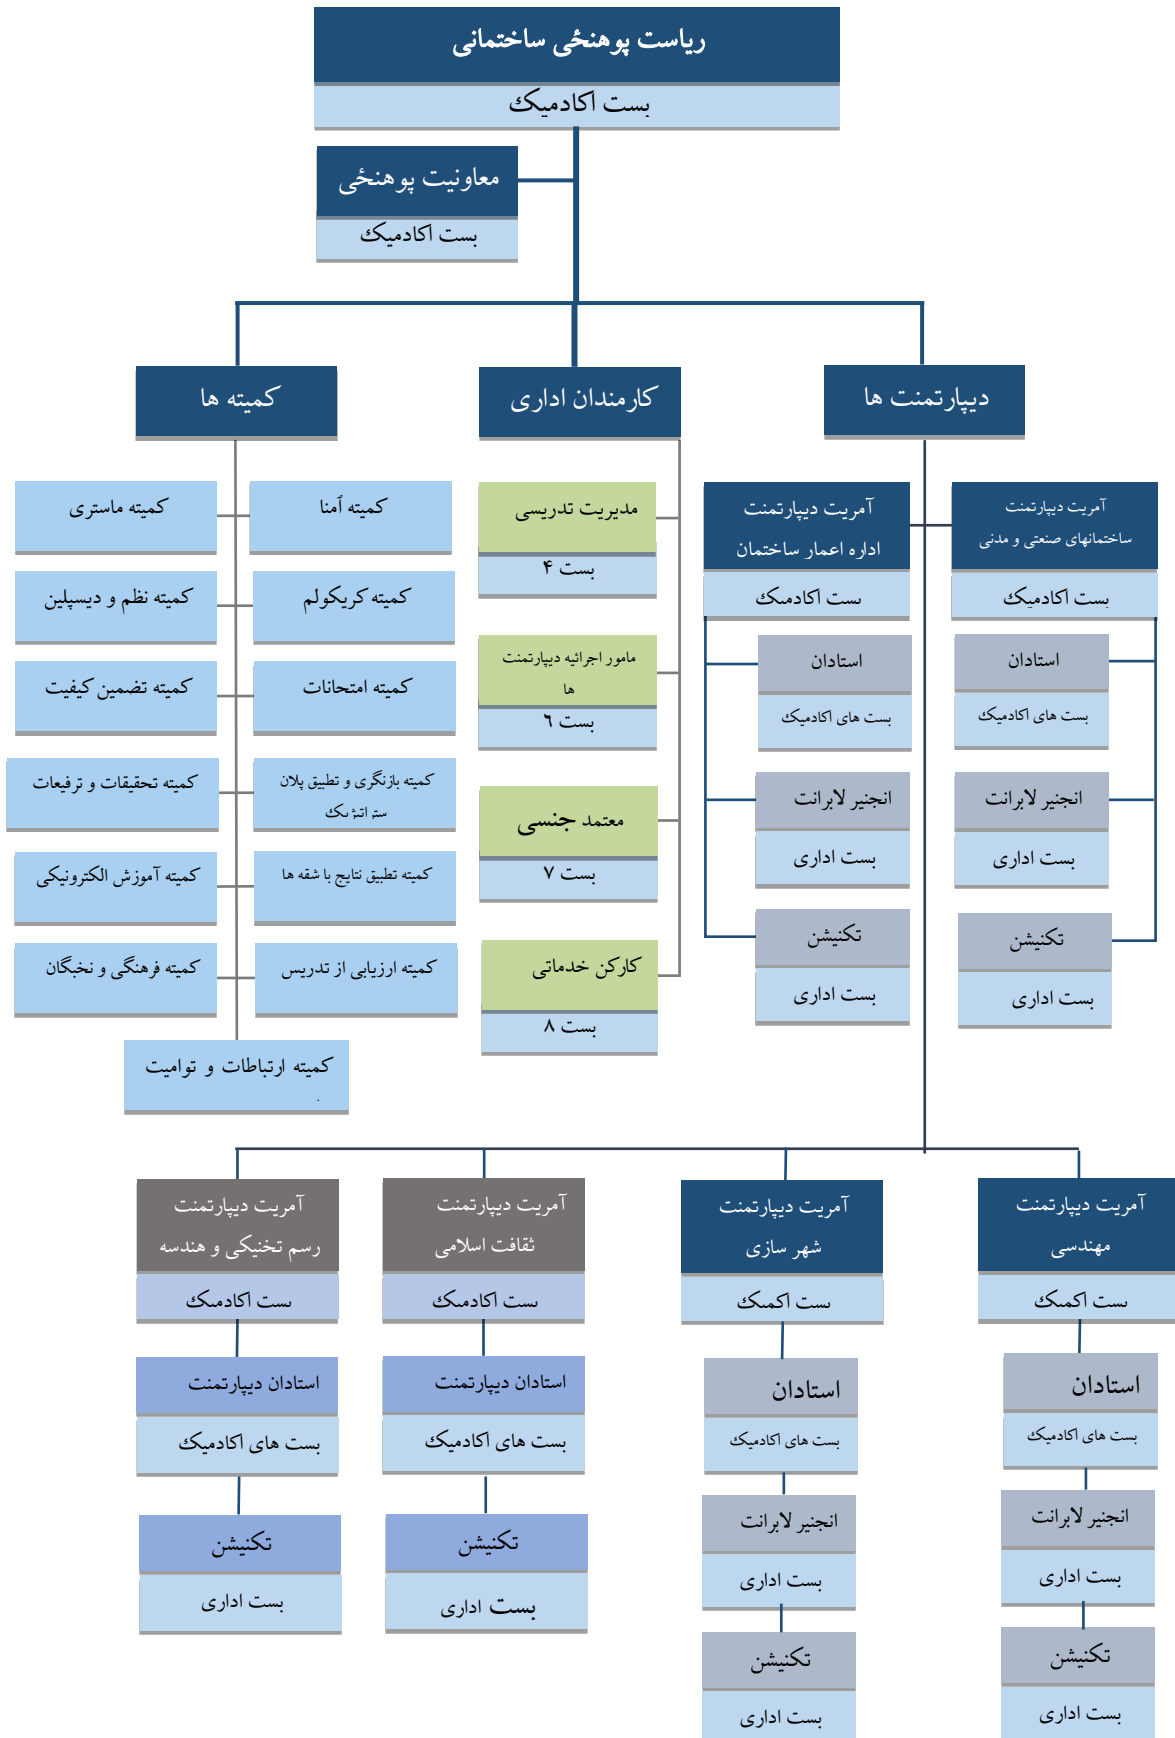 ریاست پوهنځی ساختمانی
بست اکادمیک
معاونیت پوهنځی
بست اکادمیک
دیپارتمنت ها
کارمندان اداری
کمیته ها
آمریت دیپارتمنت
ساختمانهای صنعتی و مدنی
بست اکادمیک
استادان
بست های اکادمیک
انجنیر لابرانت
بست اداری
تکنیشن
بست اداری
آمریت دیپارتمنت
اداره اعمار ساختمان
بست اکادمیک
استادان
بست های اکادمیک
انجنیر لابرانت
بست اداری
تکنیشن
بست اداری
مدیریت تدریسی
بست ۴
مامور اجرائیه دیپارتمنت
ها
بست ٦
معتمد جنسی
بست ۷
کارکن خدماتی
بست ۸
کمیته آمنا
کمیته ماستری
کمیته کریکولم
کمیته نظم و دیسپلین
کمیته امتحانات
کمیته تضمین کیفیت
کمیته بازنگری و تطبیق پلان
ستراتژیک
کمیته تحقیقات و ترفیعات
کمیته تطبیق نتایج با شقه ها
کمیته آموزش الکترونیکی
کمیته ارزیابی از تدریس
کمیته فرهنگی و نخبگان
کمیته ارتباطات و توامیت
آمریت دیپارتمنت
مهندسی
بست اکمیک
استادان
بست های اکادمیک
انجنیر لابرانت
بست اداری
تکنیشن
بست اداری
آمریت دیپارتمنت
شهر سازی
بست اکمیک
استادان
بست های اکادمیک
انجنیر لابرانت
بست اداری
تکنیشن
بست اداری
آمریت دیپارتمنت
ثقافت اسلامی
بست اکادمیک
استادان دیپارتمنت
بست های اکادمیک
تکنیشن
بست اداری
آمریت دیپارتمنت
رسم تخنیکی و هندسه
بست اکادمیک
استادان دیپارتمنت
بست های اکادمیک
تکنیشن
بست اداری